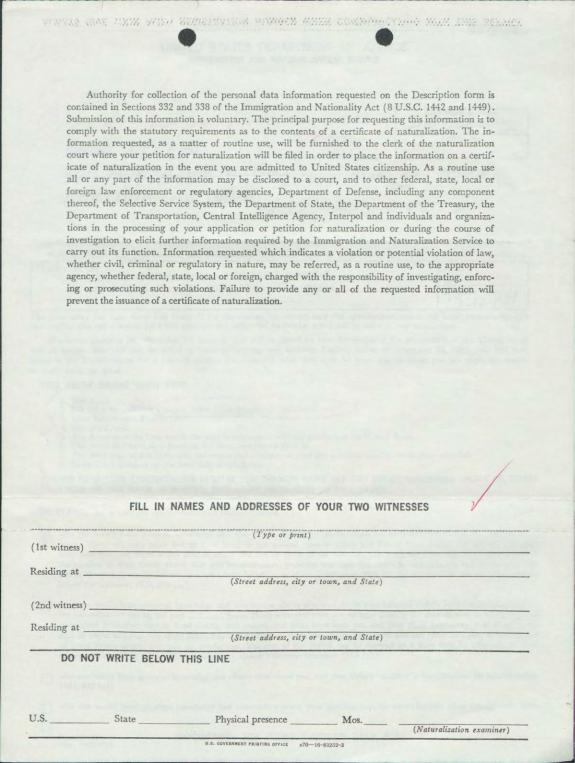 Authority for collection of the personal data information requested on the Description form is
contained in Sections 332 and 338 of the Immigration and Nationality Act (8 U.S.C. 1442 and 1449).
Submission of this information is voluntary. The principal purpose for requesting this information is to
comply with the statutory requirements as to the contents of a certificate of naturalization. The in-
formation requested, as a matter of routine use, will be furnished to the clerk of the naturalization
court where your petition for naturalization will be filed in order to place the information on a certif-
icate of naturalization in the event you are admitted to United States citizenship. As a routine use
all or any part of the information may be disclosed to a court, and to other federal, state, local or
foreign law enforcement or regulatory agencies, Department of Defense, including any component
thereof, the Selective Service System, the Department of State, the Department of the Treasury, the
Department of Transportation, Central Intelligence Agency, Interpol and individuals and organiza-
tions in the processing of your application or petition for naturalization or during the course of
investigation to elicit further information required by the Immigration and Naturalization Service to
carry out its function. Information requested which indicates a violation or potential violation of law,
whether civil, criminal or regulatory in nature, may be referred, as a routine use, to the appropriate
agency, whether federal, state, local or foreign, charged with the responsibility of investigating, enforc-
ing or prosecuting such violations. Failure to provide any or all of the requested information will
prevent the issuance of a certificate of naturalization.
FILL IN NAMES AND ADDRESSES OF YOUR TWO WITNESSES
(Type or print)
(1st witness)
Residing at
(Street address, city or town, and State)
(2nd witness)
Residing at
(Street address, city or town, and State)
DO NOT WRITE BELOW THIS LINE
U.S. State Physical presence Mos.
(Naturalization examiner)
U.S. GOVERNMENT PRINTING OFFICE